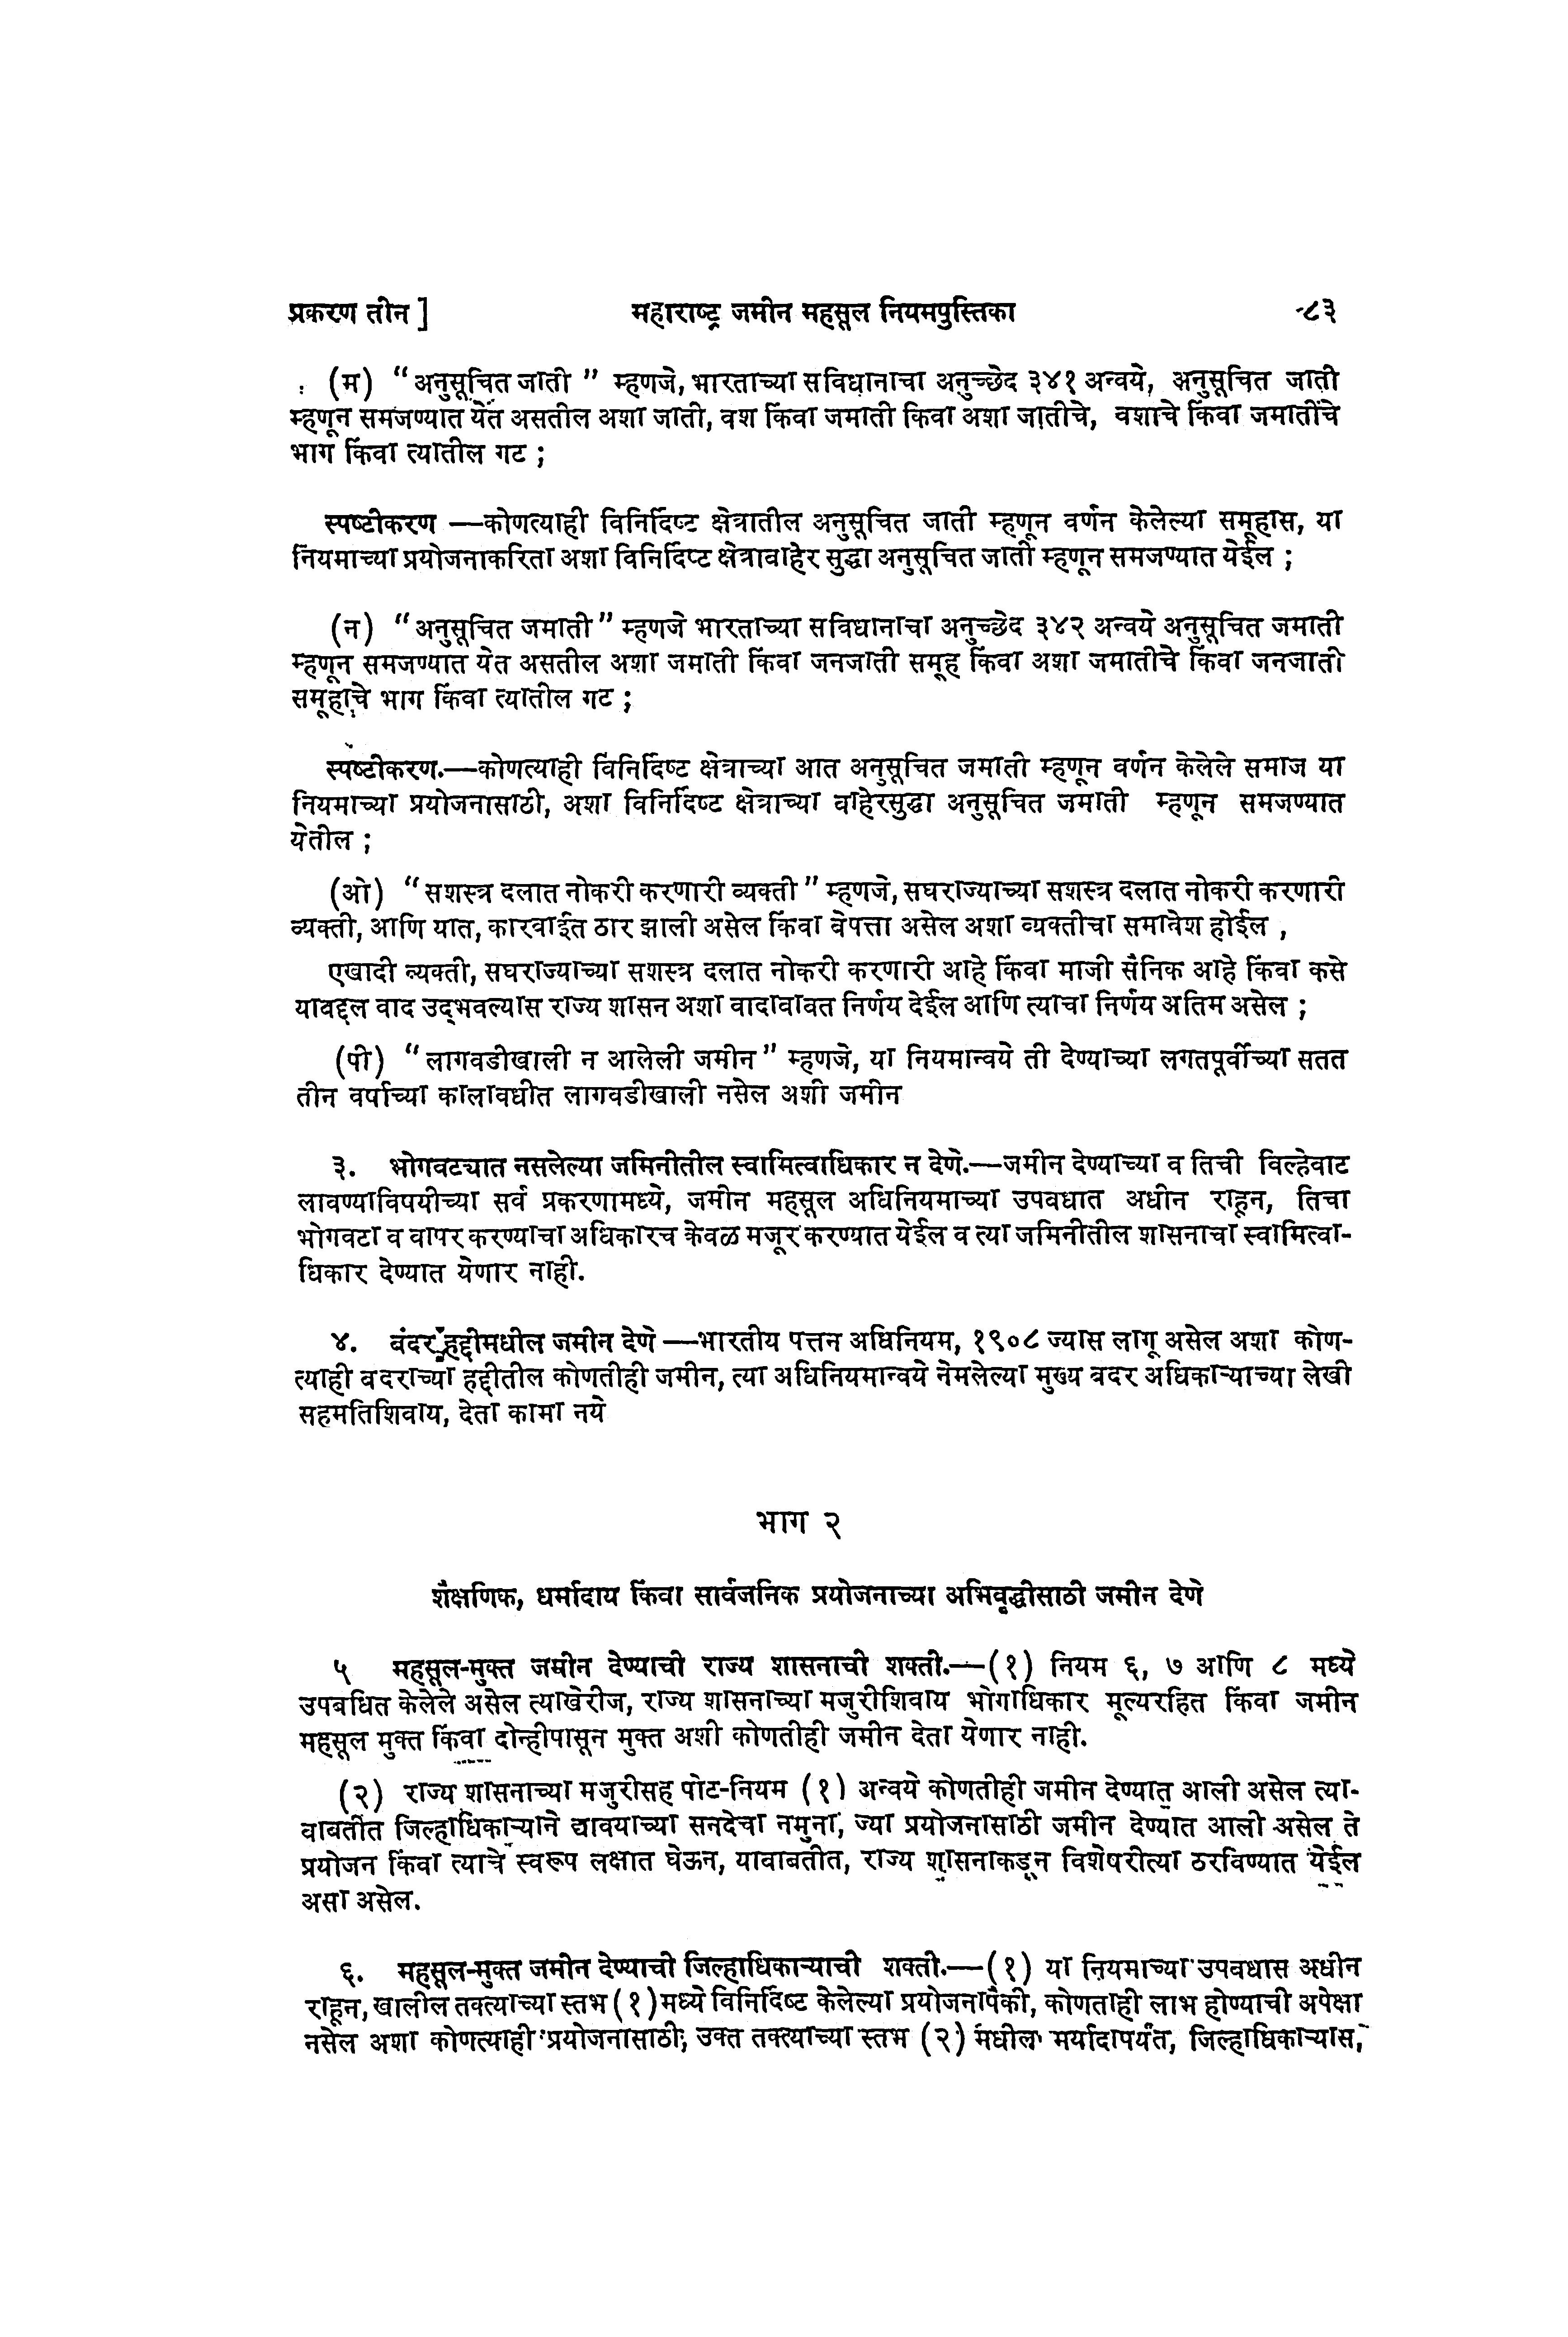 प्रकरण तीन ] महाराष्ट्र जमीन महसूल नियमपुस्तिका ८३
(म) “ अनुसूचित जाती ” म्हणजे, भारताच्या सविधानाचा अनुच्छेद ३४१ अन्वये, अनुसूचित जाती
म्हणून समजण्यात येत असतील अशा जाती, वश किंवा जमाती किवा अशा जातीचे, वशाचे किंवा जमातींचे
भाग किंवा त्यातील गट ;
स्पष्टीकरण —कोणत्याही विनिर्दिष्ट क्षेत्रातील अनुसूचित जाती म्हणून वर्णन केलेल्या समूहास, या
नियमाच्या प्रयोजनाकरिता अशा विनिर्दिष्ट क्षेत्रावाहेर सुद्धा अनुसूचित जाती म्हणून समजण्यात येईल ;
(न) “ अनुसूचित जमाती ” म्हणजे भारताच्या सविधानाचा अनुच्छेद ३४२ अन्वये अनुसूचित जमाती
म्हणून समजण्यात येत असतील अशा जमाती किंवा जनजाती समूह किंवा अशा जमातीचे किंवा जनजाती
समूहाचे भाग किंवा त्यातील गट ;
स्पष्टीकरण.—कोणत्याही विनिर्दिष्ट क्षेत्राच्या आत अनुसूचित जमाती म्हणून वर्णन केलेले समाज या
नियमाच्या प्रयोजनासाठी, अशा विनिर्दिष्ट क्षेत्राच्या वाहेरसुद्धा अनुसूचित जमाती म्हणून समजण्यात
येतील ;
(ओ) “ सशस्त्र दलात नोकरी करणारी व्यक्ती ” म्हणजे, सघराज्याच्या सशस्त्र दलात नोकरी करणारी
व्यक्ती, आणि यात, कारवाईत ठार झाली असेल किंवा वेपत्ता असेल अशा व्यक्तीचा समावेश होईल ,
एखादी व्यक्ती, सघराज्याच्या सशस्त्र दलात नोकरी करणारी आहे किंवा माजी सैनिक आहे किंवा कसे
यावद्दल वाद उद्‌भवल्यास राज्य शासन अशा वादावावत निर्णय देईल आणि त्याचा निर्णय अतिम असेल ;
(पी) “ लागवडीखाली न आलेली जमीन ” म्हणजे, या नियमान्वये ती देण्याच्या लगतपूर्वीच्या सतत
तीन वर्षाच्या कालावधीत लागवडीखाली नसेल अशी जमीन
३. भोगवट्यात नसलेल्या जमिनीतील स्वामित्वाधिकार न देणे.—जमीन देण्याच्या व तिची विल्हेवाट
लावण्याविषयीच्या सर्व प्रकरणामध्ये, जमीन महसूल अधिनियमाच्या उपवधात अधीन राहून, तिचा
भोगवटा व वापर करण्याचा अधिकारच केवळ मजूर करण्यात येईल व त्या जमिनीतील शासनाचा स्वामित्वा-
धिकार देण्यात येणार नाही.
४. बंदर हद्दीमधील जमीन देणे —भारतीय पत्तन अधिनियम, १९०८ ज्यास लागू असेल अशा कोण-
त्याही वदराच्या हद्दीतील कोणतीही जमीन, त्या अधिनियमान्वये नेमलेल्या मुख्य वदर अधिकाऱ्याच्या लेखी
सहमतिशिवाय, देता कामा नये
भाग २
शैक्षणिक, धर्मादाय किंवा सार्वजनिक प्रयोजनाच्या अभिवृद्धीसाठी जमीन देणे
५ महसूल-मुक्त जमीन देण्याची राज्य शासनाची शक्ती.—(१) नियम ६, ७ आणि ८ मध्ये
उपबधित केलेले असेल त्याखेरीज, राज्य शासनाच्या मजुरीशिवाय भोगाधिकार मूल्यरहित किंवा जमीन
महसूल मुक्त किंवा दोन्हीपासून मुक्त अशी कोणतीही जमीन देता येणार नाही.
(२) राज्य शासनाच्या मजुरीसह पोट-नियम (१) अन्वये कोणतीही जमीन देण्यात आली असेल त्या-
वाबतीत जिल्हाधिकाऱ्याने द्यावयाच्या सनदेचा नमुना, ज्या प्रयोजनासाठी जमीन देण्यात आली असेल ते
प्रयोजन किंवा त्याचे स्वरूप लक्षात घेऊन, यावाबतीत, राज्य शासनाकडून विशेषरीत्या ठरविण्यात येईल
असा असेल.
६. महसूल-मुक्त जमीन देण्याची जिल्हाधिकाऱ्याची शक्ती.—(१) या नियमाच्या उपवधास अधीन
राहून, खालील तक्त्याच्या स्तभ (१) मध्ये विनिर्दिष्ट केलेल्या प्रयोजनापैकी, कोणताही लाभ होण्याची अपेक्षा
नसेल अशा कोणत्याही प्रयोजनासाठी, उक्त तक्त्याच्या स्तभ (२) मधील मर्यादापर्यंत, जिल्हाधिकाऱ्यास,